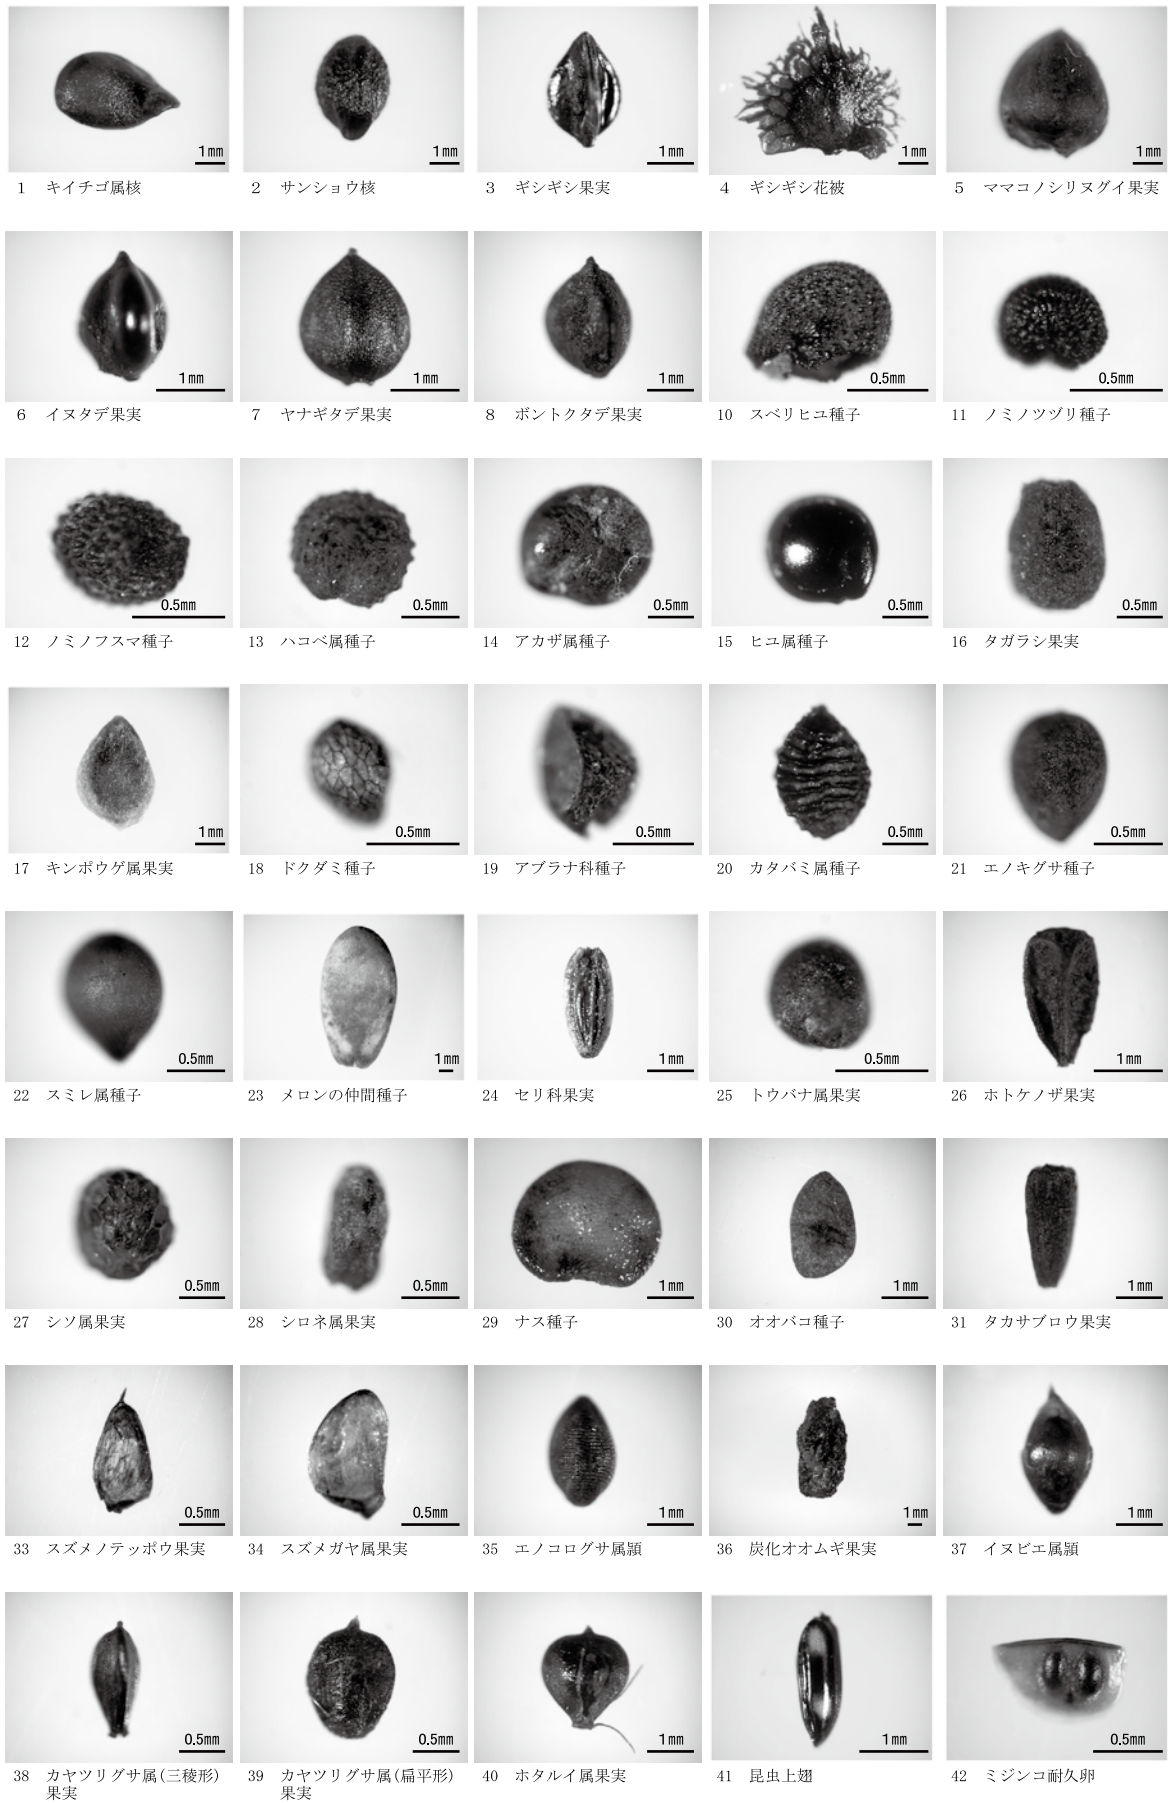 1mm 1mm 1mm 1mm 1mm
1 キイチゴ属核 2 サンショウ核 3 ギシギシ果実 4 ギシギシ花被 5 ママコノシリヌグイ果実
1mm 1mm 1mm 0.5mm 0.5mm
6 イヌタデ果実 7 ヤナギタデ果実 8 ボントクタデ果実 10 スベリヒユ種子 11 ノミノツヅリ種子
0.5mm 0.5mm 0.5mm 0.5mm 0.5mm
12 ノミノフスマ種子 13 ハコベ属種子 14 アカザ属種子 15 ヒユ属種子 16 タガラシ果実
1mm 0.5mm 0.5mm 0.5mm 0.5mm
17 キンポウゲ属果実 18 ドクダミ種子 19 アブラナ科種子 20 カタバミ属種子 21 エノキグサ種子
0.5mm 1mm 1mm 0.5mm 1mm
22 スミレ属種子 23 メロンの仲間種子 24 セリ科果実 25 トウバナ属果実 26 ホトケノザ果実
0.5mm 0.5mm 1mm 1mm 1mm
27 シソ属果実 28 シロネ属果実 29 ナス種子 30 オオバコ種子 31 タカサブロウ果実
0.5mm 0.5mm 1mm 1mm 1mm
33 スズメノテッポウ果実 34 スズメガヤ属果実 35 エノコログサ属頴 36 炭化オオムギ果実 37 イヌビエ属頴
0.5mm 0.5mm 1mm 1mm 0.5mm
38 カヤツリグサ属(三稜形) 39 カヤツリグサ属(扁平形) 40 ホタルイ属果実 41 昆虫上翅 42 ミジンコ耐久卵
果実 果実